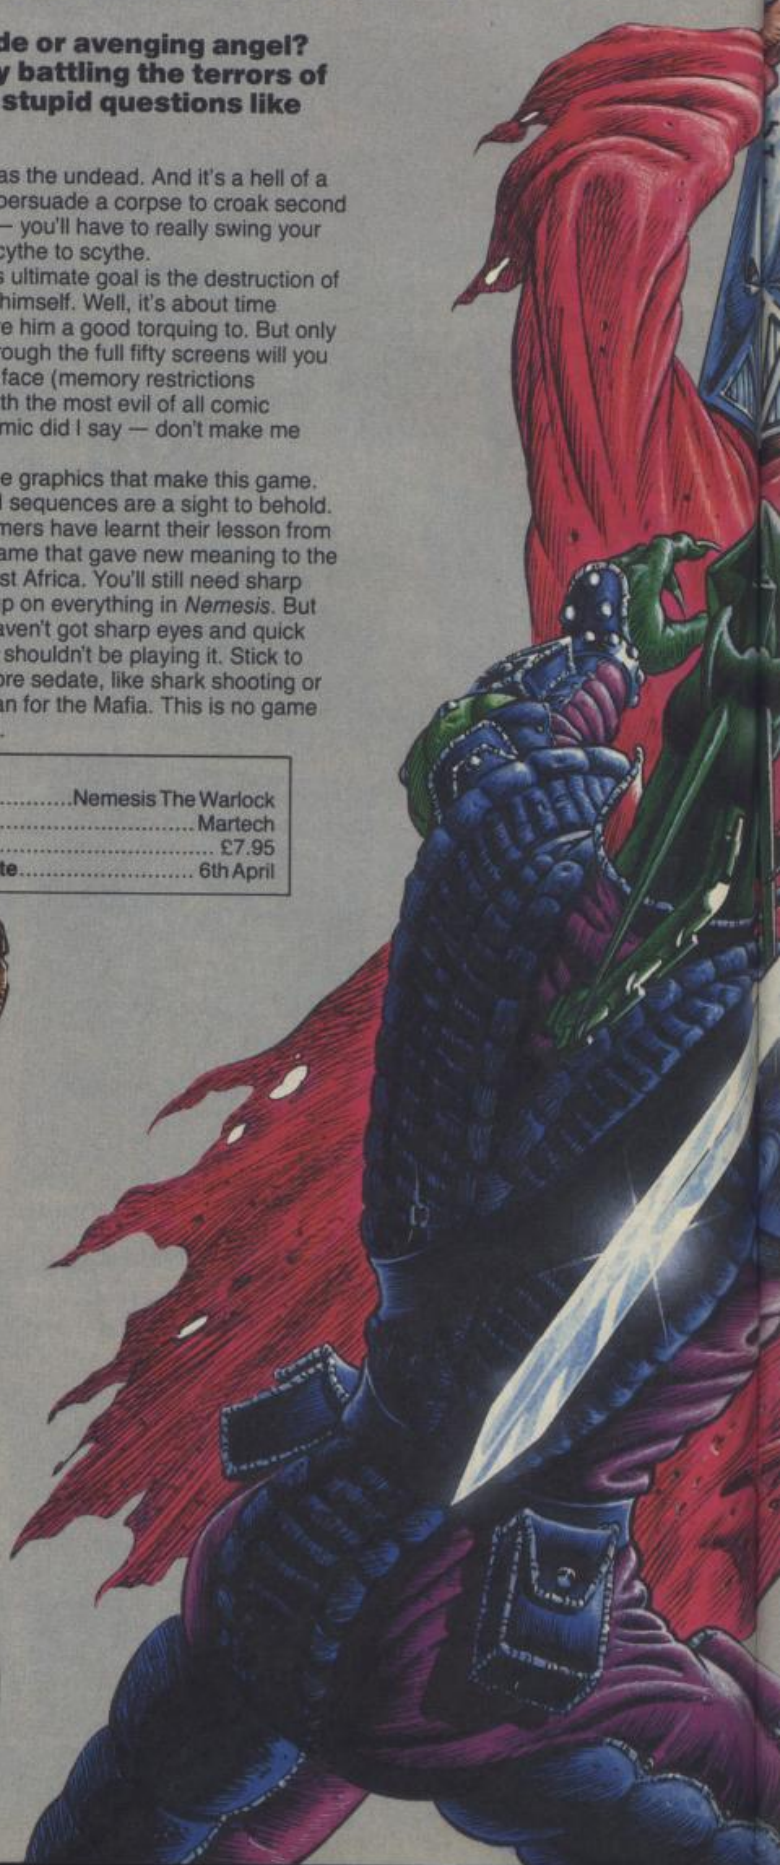 de or avenging angel?
y battling the terrors of
stupid questions like
as the undead. And it's a hell of a
persuade a corpse to croak second
— you'll have to really swing your
cythe to scythe.
s ultimate goal is the destruction of
himself. Well, it's about time
e him a good torquing to. But only
rough the full fifty screens will you
face (memory restrictions
th the most evil of all comic
mic did I say — don't make me
e graphics that make this game.
l sequences are a sight to behold.
mers have learnt their lesson from
ame that gave new meaning to the
st Africa. You'll still need sharp
p on everything in Nemesis. But
aven't got sharp eyes and quick
shouldn't be playing it. Stick to
ore sedate, like shark shooting or
an for the Mafia. This is no game
.
............Nemesis The Warlock
............................. Martech
................................ £7.95
te.......................... 6th April